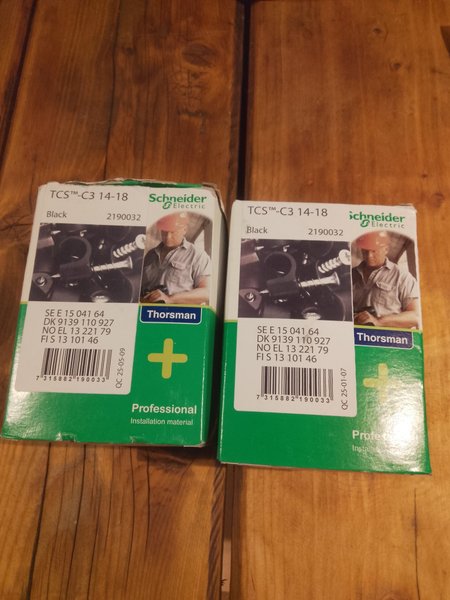 TCS™-C3 14-18
Schneider
Electric
Black 2190032
Thorsman
SE E 15 041 64
DK 9139 110 927
NO EL 13 221 79
FI S 13 101 46
7 315882 190033
QC 25-05-09
Professional
Installation material
TCS™-C3 14-18
chneider
Electric
Black 2190032
Thorsman
SE E 15 041 64
DK 9139 110 927
NO EL 13 221 79
FI S 13 101 46
7 315882 190033
QC 25-01-07